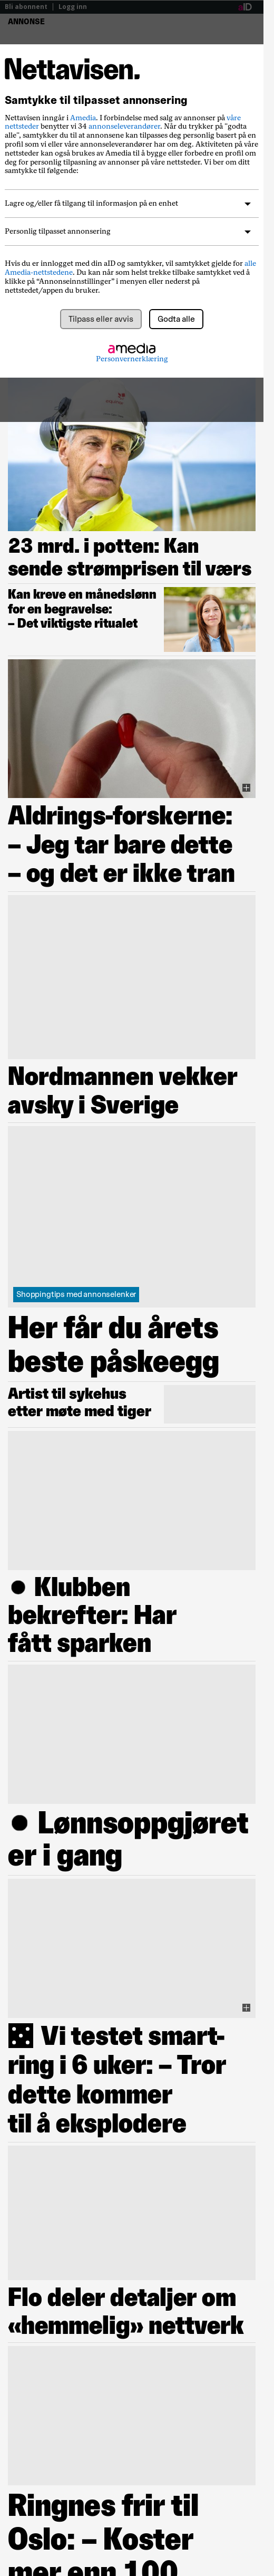 Bli abonnent | Logg inn
aID
ANNONSE
Nettavisen.
Samtykke til tilpasset annonsering
Nettavisen inngår i Amedia. I forbindelse med salg av annonser på våre
nettsteder benytter vi 34 annonseleverandører. Når du trykker på "godta
alle", samtykker du til at annonsene kan tilpasses deg personlig basert på en
profil som vi eller våre annonseleverandører har om deg. Aktiviteten på våre
nettsteder kan også brukes av Amedia til å bygge eller forbedre en profil om
deg for personlig tilpasning av annonser på våre nettsteder. Vi ber om ditt
samtykke til følgende:
Lagre og/eller få tilgang til informasjon på en enhet
Personlig tilpasset annonsering
Hvis du er innlogget med din aID og samtykker, vil samtykket gjelde for alle
Amedia-nettstedene. Du kan når som helst trekke tilbake samtykket ved å
klikke på “Annonseinnstillinger” i menyen eller nederst på
nettstedet/appen du bruker.
Tilpass eller avvis
Godta alle
amedia
Personvernerklæring
23 mrd. i potten: Kan
sende strømprisen til værs
Kan kreve en månedslønn
for en begravelse:
– Det viktigste ritualet
Aldrings-forskerne:
– Jeg tar bare dette
– og det er ikke tran
Nordmannen vekker
avsky i Sverige
Shoppingtips med annonselenker
Her får du årets
beste påskeegg
Artist til sykehus
etter møte med tiger
● Klubben
bekrefter: Har
fått sparken
● Lønnsoppgjøret
er i gang
Vi testet smart-
ring i 6 uker: – Tror
dette kommer
til å eksplodere
Flo deler detaljer om
«hemmelig» nettverk
Ringnes frir til
Oslo: – Koster
mer enn 100